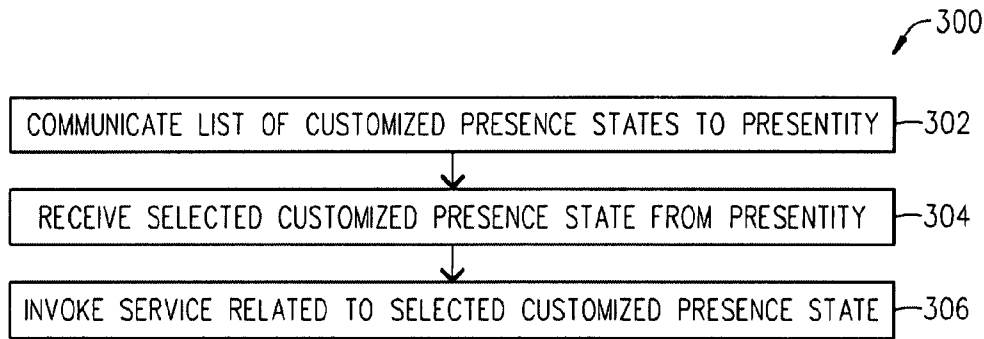 300
COMMUNICATE LIST OF CUSTOMIZED PRESENCE STATES TO PRESENTITY 302
RECEIVE SELECTED CUSTOMIZED PRESENCE STATE FROM PRESENTITY 304
INVOKE SERVICE RELATED TO SELECTED CUSTOMIZED PRESENCE STATE 306